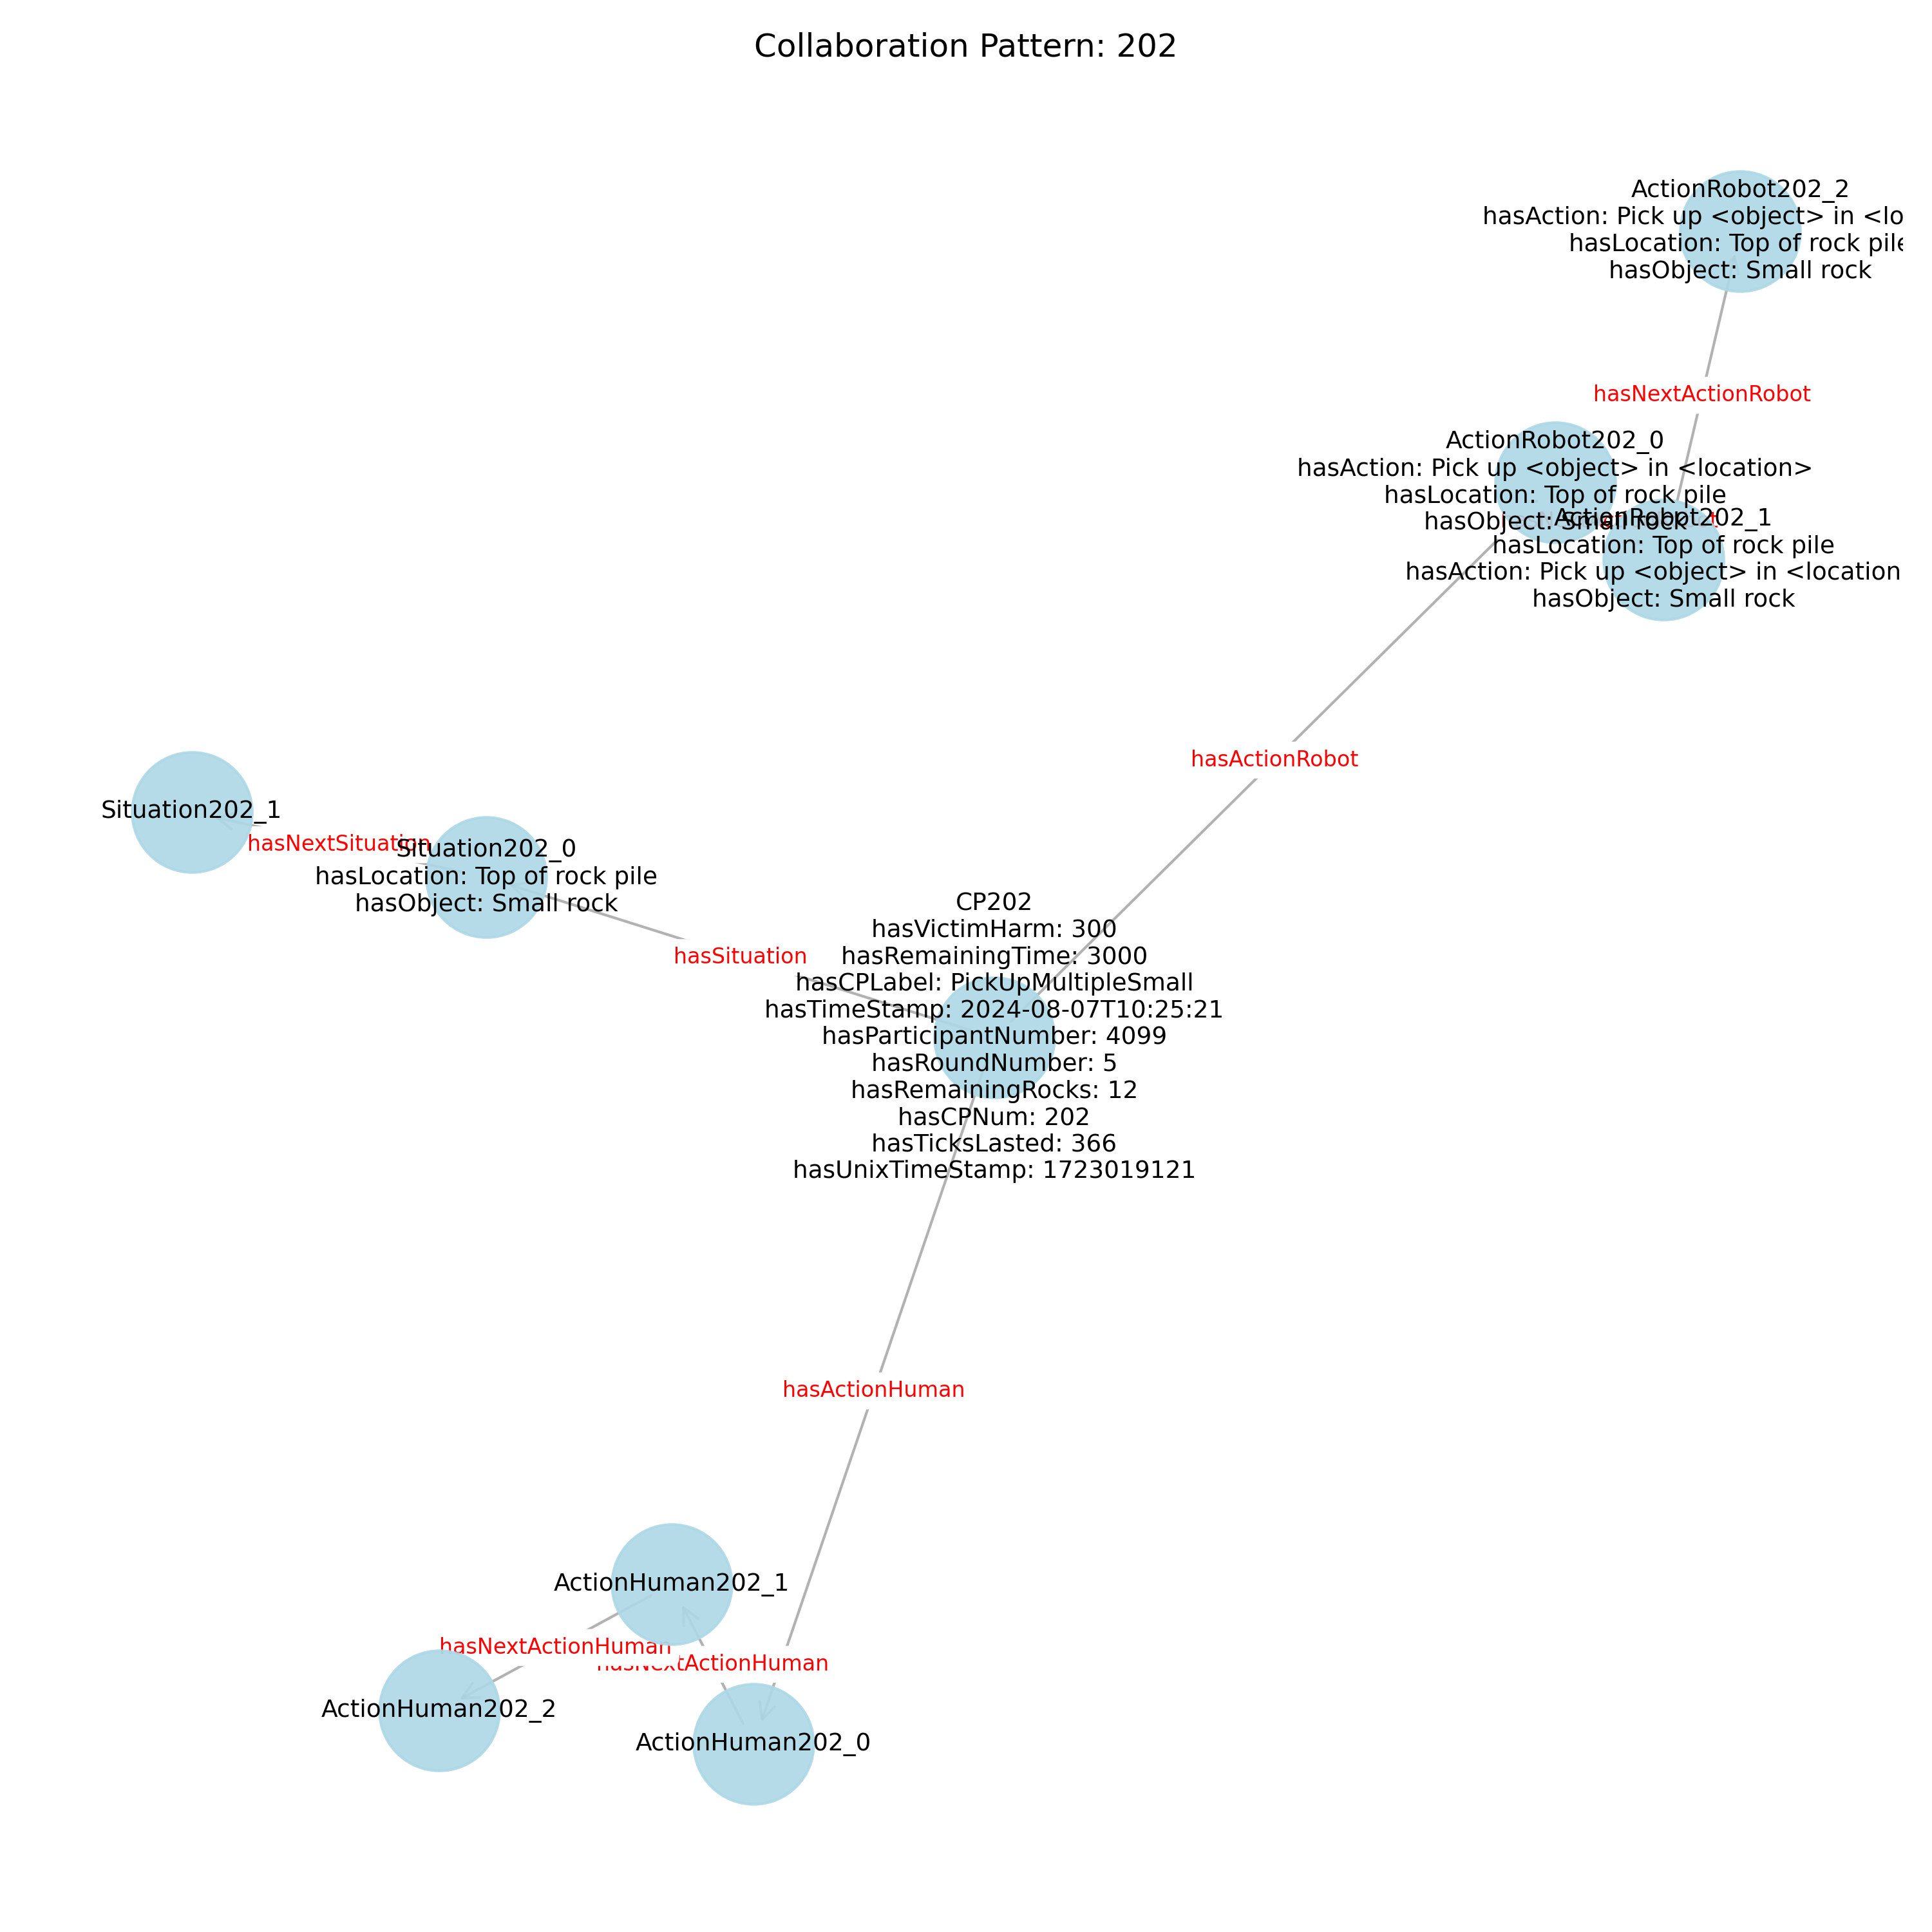 Collaboration Pattern: 202
ActionRobot202_2
hasAction: Pick up <object> in <lo
hasLocation: Top of rock pile
hasObject: Small rock
hasNextActionRobot
ActionRobot202_0
hasAction: Pick up <object> in <location>
hasLocation: Top of rock pile
hasObject: Small rock
ActionRobot202_1
hasLocation: Top of rock pile
hasAction: Pick up <object> in <location
hasObject: Small rock
hasActionRobot
Situation202_1
hasNextSituation
Situation202_0
hasLocation: Top of rock pile
hasObject: Small rock
hasSituation
CP202
hasVictimHarm: 300
hasRemainingTime: 3000
hasCPLabel: PickUpMultipleSmall
hasTimeStamp: 2024-08-07T10:25:21
hasParticipantNumber: 4099
hasRoundNumber: 5
hasRemainingRocks: 12
hasCPNum: 202
hasTicksLasted: 366
hasUnixTimeStamp: 1723019121
hasActionHuman
ActionHuman202_1
hasNextActionHuman
hasNextActionHuman
ActionHuman202_2
ActionHuman202_0